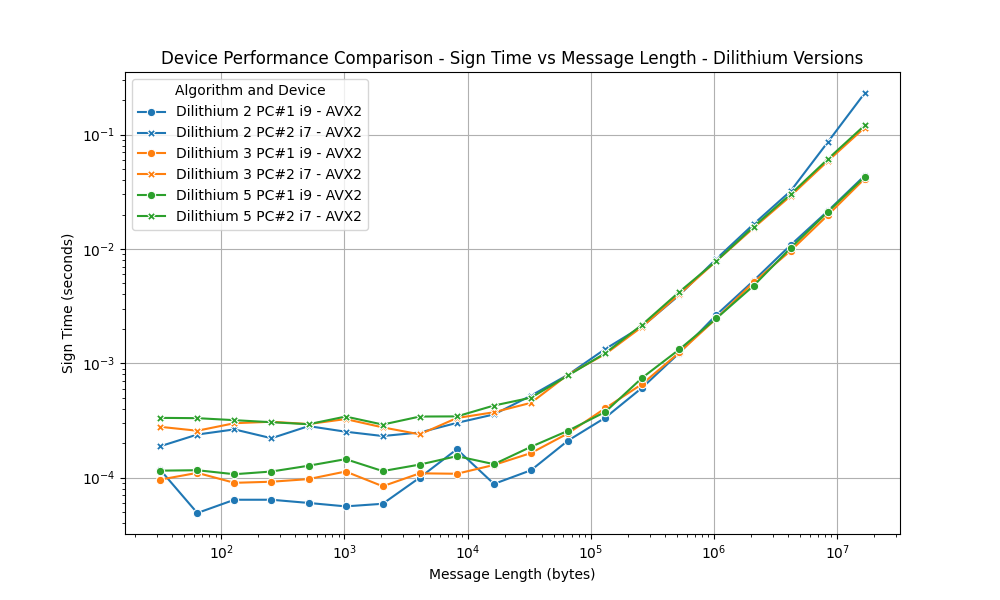 Device Performance Comparison - Sign Time vs Message Length - Dilithium Versions
Algorithm and Device
Dilithium 2 PC#1 i9 - AVX2
Dilithium 2 PC#2 i7 - AVX2
Dilithium 3 PC#1 i9 - AVX2
Dilithium 3 PC#2 i7 - AVX2
Dilithium 5 PC#1 i9 - AVX2
Dilithium 5 PC#2 i7 - AVX2
Sign Time (seconds)
10⁻¹
10⁻²
10⁻³
10⁻⁴
10² 10³ 10⁴ 10⁵ 10⁶ 10⁷
Message Length (bytes)